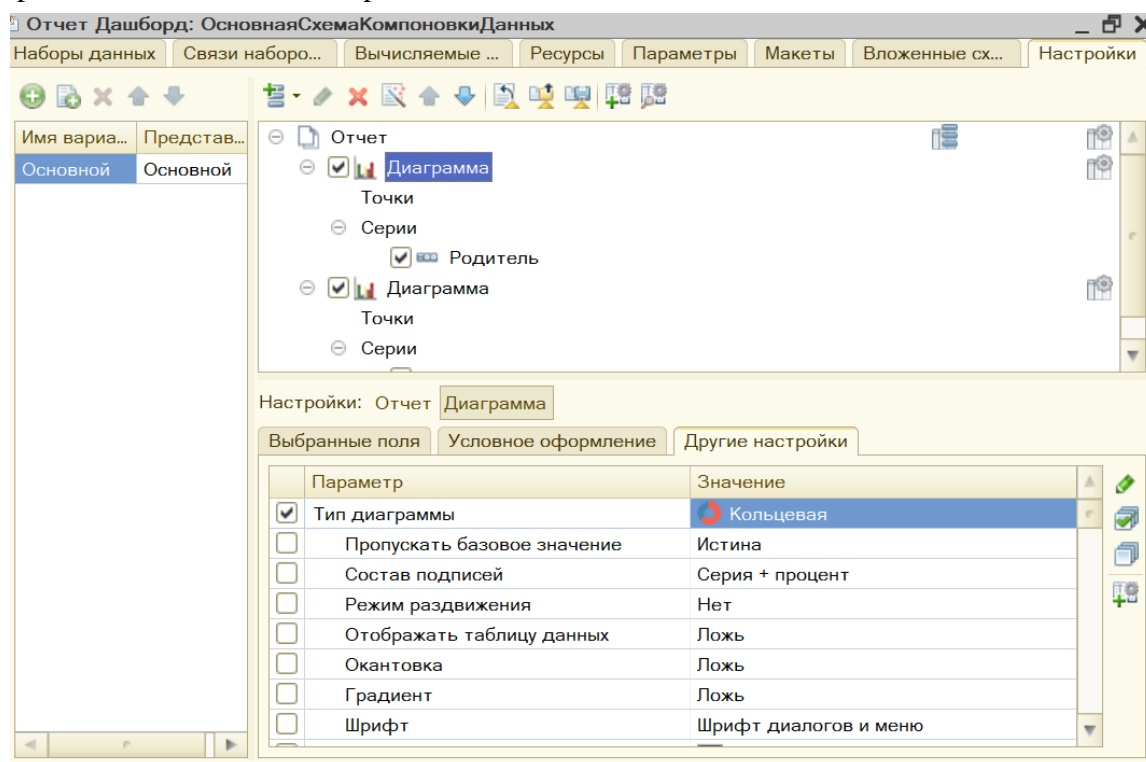 Отчет Дашборд: ОсновнаяСхемаКомпоновкиДанных
Наборы данных Связи наборо... Вычисляемые ... Ресурсы Параметры Макеты Вложенные сх... Настройки
Имя вариа... Представ...
Основной Основной
Отчет
Диаграмма
Точки
Серии
Родитель
Диаграмма
Точки
Серии
Настройки: Отчет Диаграмма
Выбранные поля Условное оформление Другие настройки
Параметр Значение
Тип диаграммы Кольцевая
Пропускать базовое значение Истина
Состав подписей Серия + процент
Режим раздвижения Нет
Отображать таблицу данных Ложь
Окантовка Ложь
Градиент Ложь
Шрифт Шрифт диалогов и меню